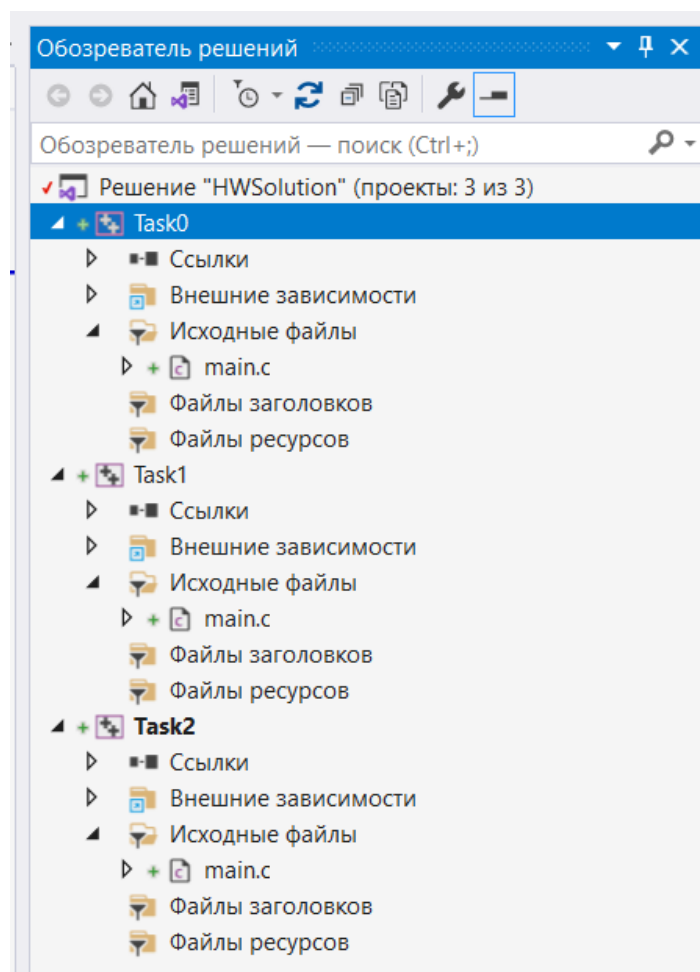 Обозреватель решений
Обозреватель решений — поиск (Ctrl+;)
Решение "HWSolution" (проекты: 3 из 3)
Task0
Ссылки
Внешние зависимости
Исходные файлы
main.c
Файлы заголовков
Файлы ресурсов
Task1
Ссылки
Внешние зависимости
Исходные файлы
main.c
Файлы заголовков
Файлы ресурсов
Task2
Ссылки
Внешние зависимости
Исходные файлы
main.c
Файлы заголовков
Файлы ресурсов